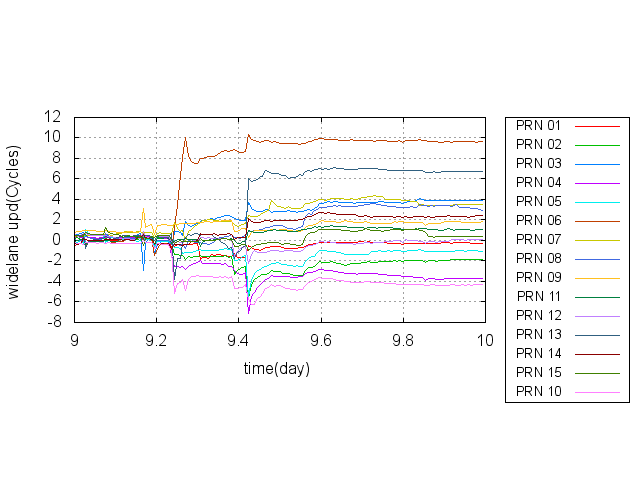 widelane upd(Cycles)
12
10
8
6
4
2
0
-2
-4
-6
-8
9
9.2
9.4
9.6
9.8
10
time(day)
PRN 01
PRN 02
PRN 03
PRN 04
PRN 05
PRN 06
PRN 07
PRN 08
PRN 09
PRN 11
PRN 12
PRN 13
PRN 14
PRN 15
PRN 10